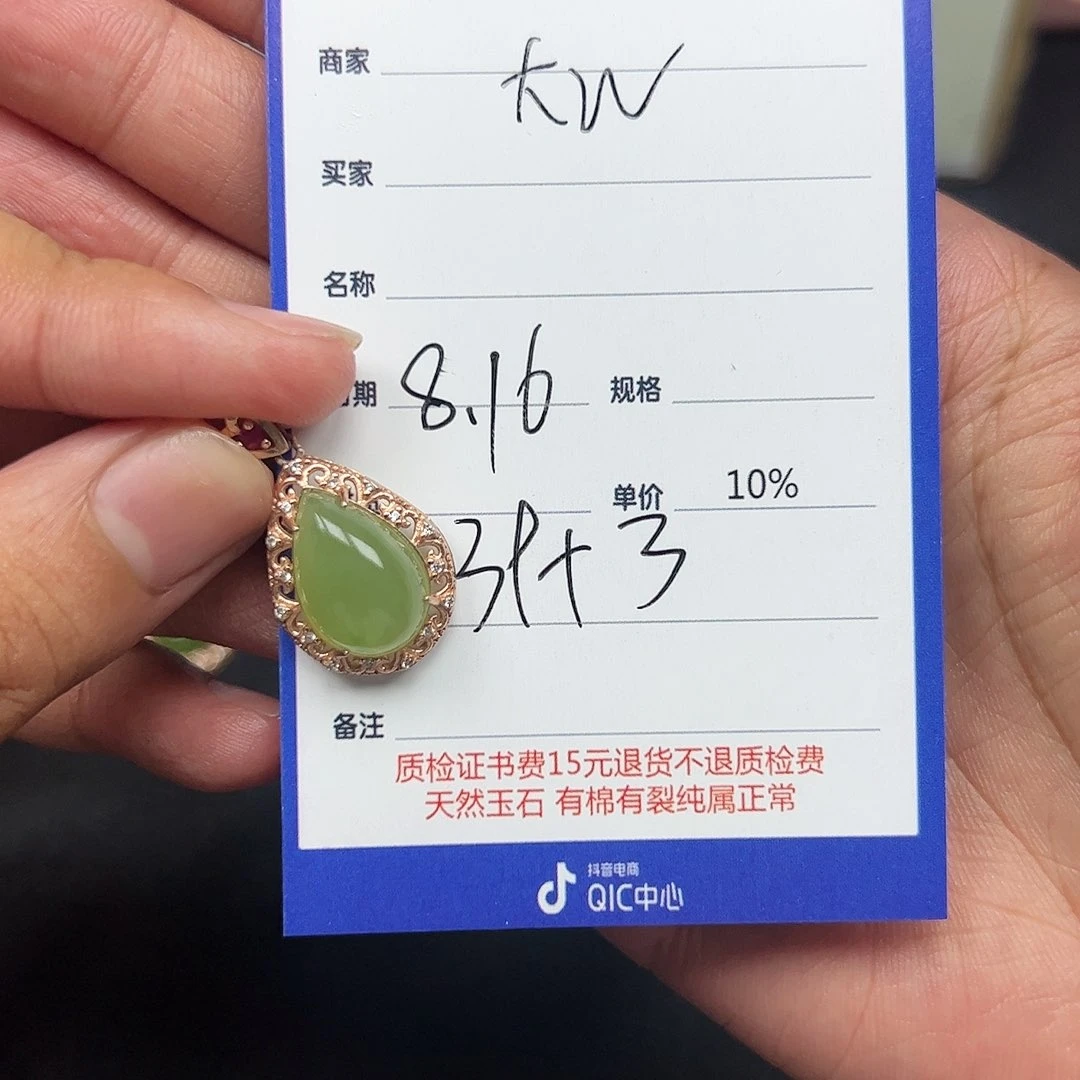 商家 KW
买家
名称
期 8.16 规格
单价 10%
3
备注
质检证书费15元退货不退质检费
天然玉石 有棉有裂纯属正常
抖音电商
QIC中心